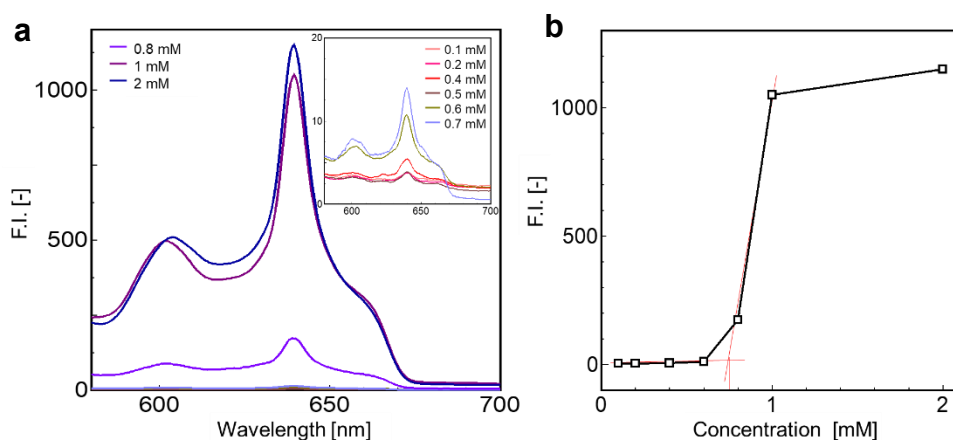 a
F.I. [-]
1000
500
0
600
650
700
Wavelength [nm]
0.8 mM
1 mM
2 mM
20
10
0
600
650
700
0.1 mM
0.2 mM
0.4 mM
0.5 mM
0.6 mM
0.7 mM
b
F.I. [-]
1000
500
0
0
1
2
Concentration [mM]